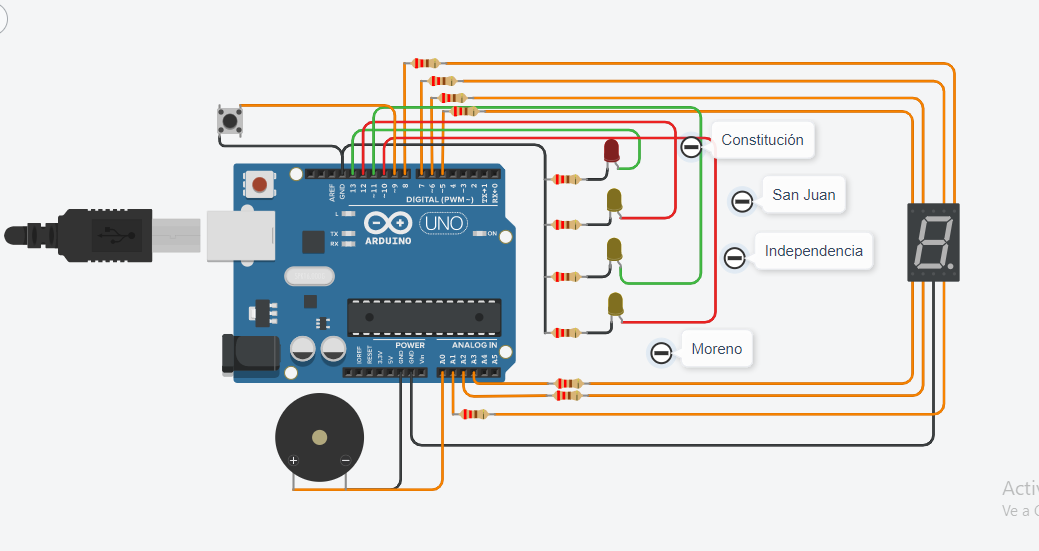 Constitución
San Juan
Independencia
Moreno
AREF
GND
13
12
~11
~10
~9
8
7
~6
~5
4
~3
2
TX→1
RX←0
DIGITAL (PWM~)
L
TX
RX
ARDUINO
UNO
ON
POWER
ANALOG IN
IOREF
RESET
3.3V
5V
GND
GND
Vin
A0
A1
A2
A3
A4
A5
+
−
Activ
Ve a C